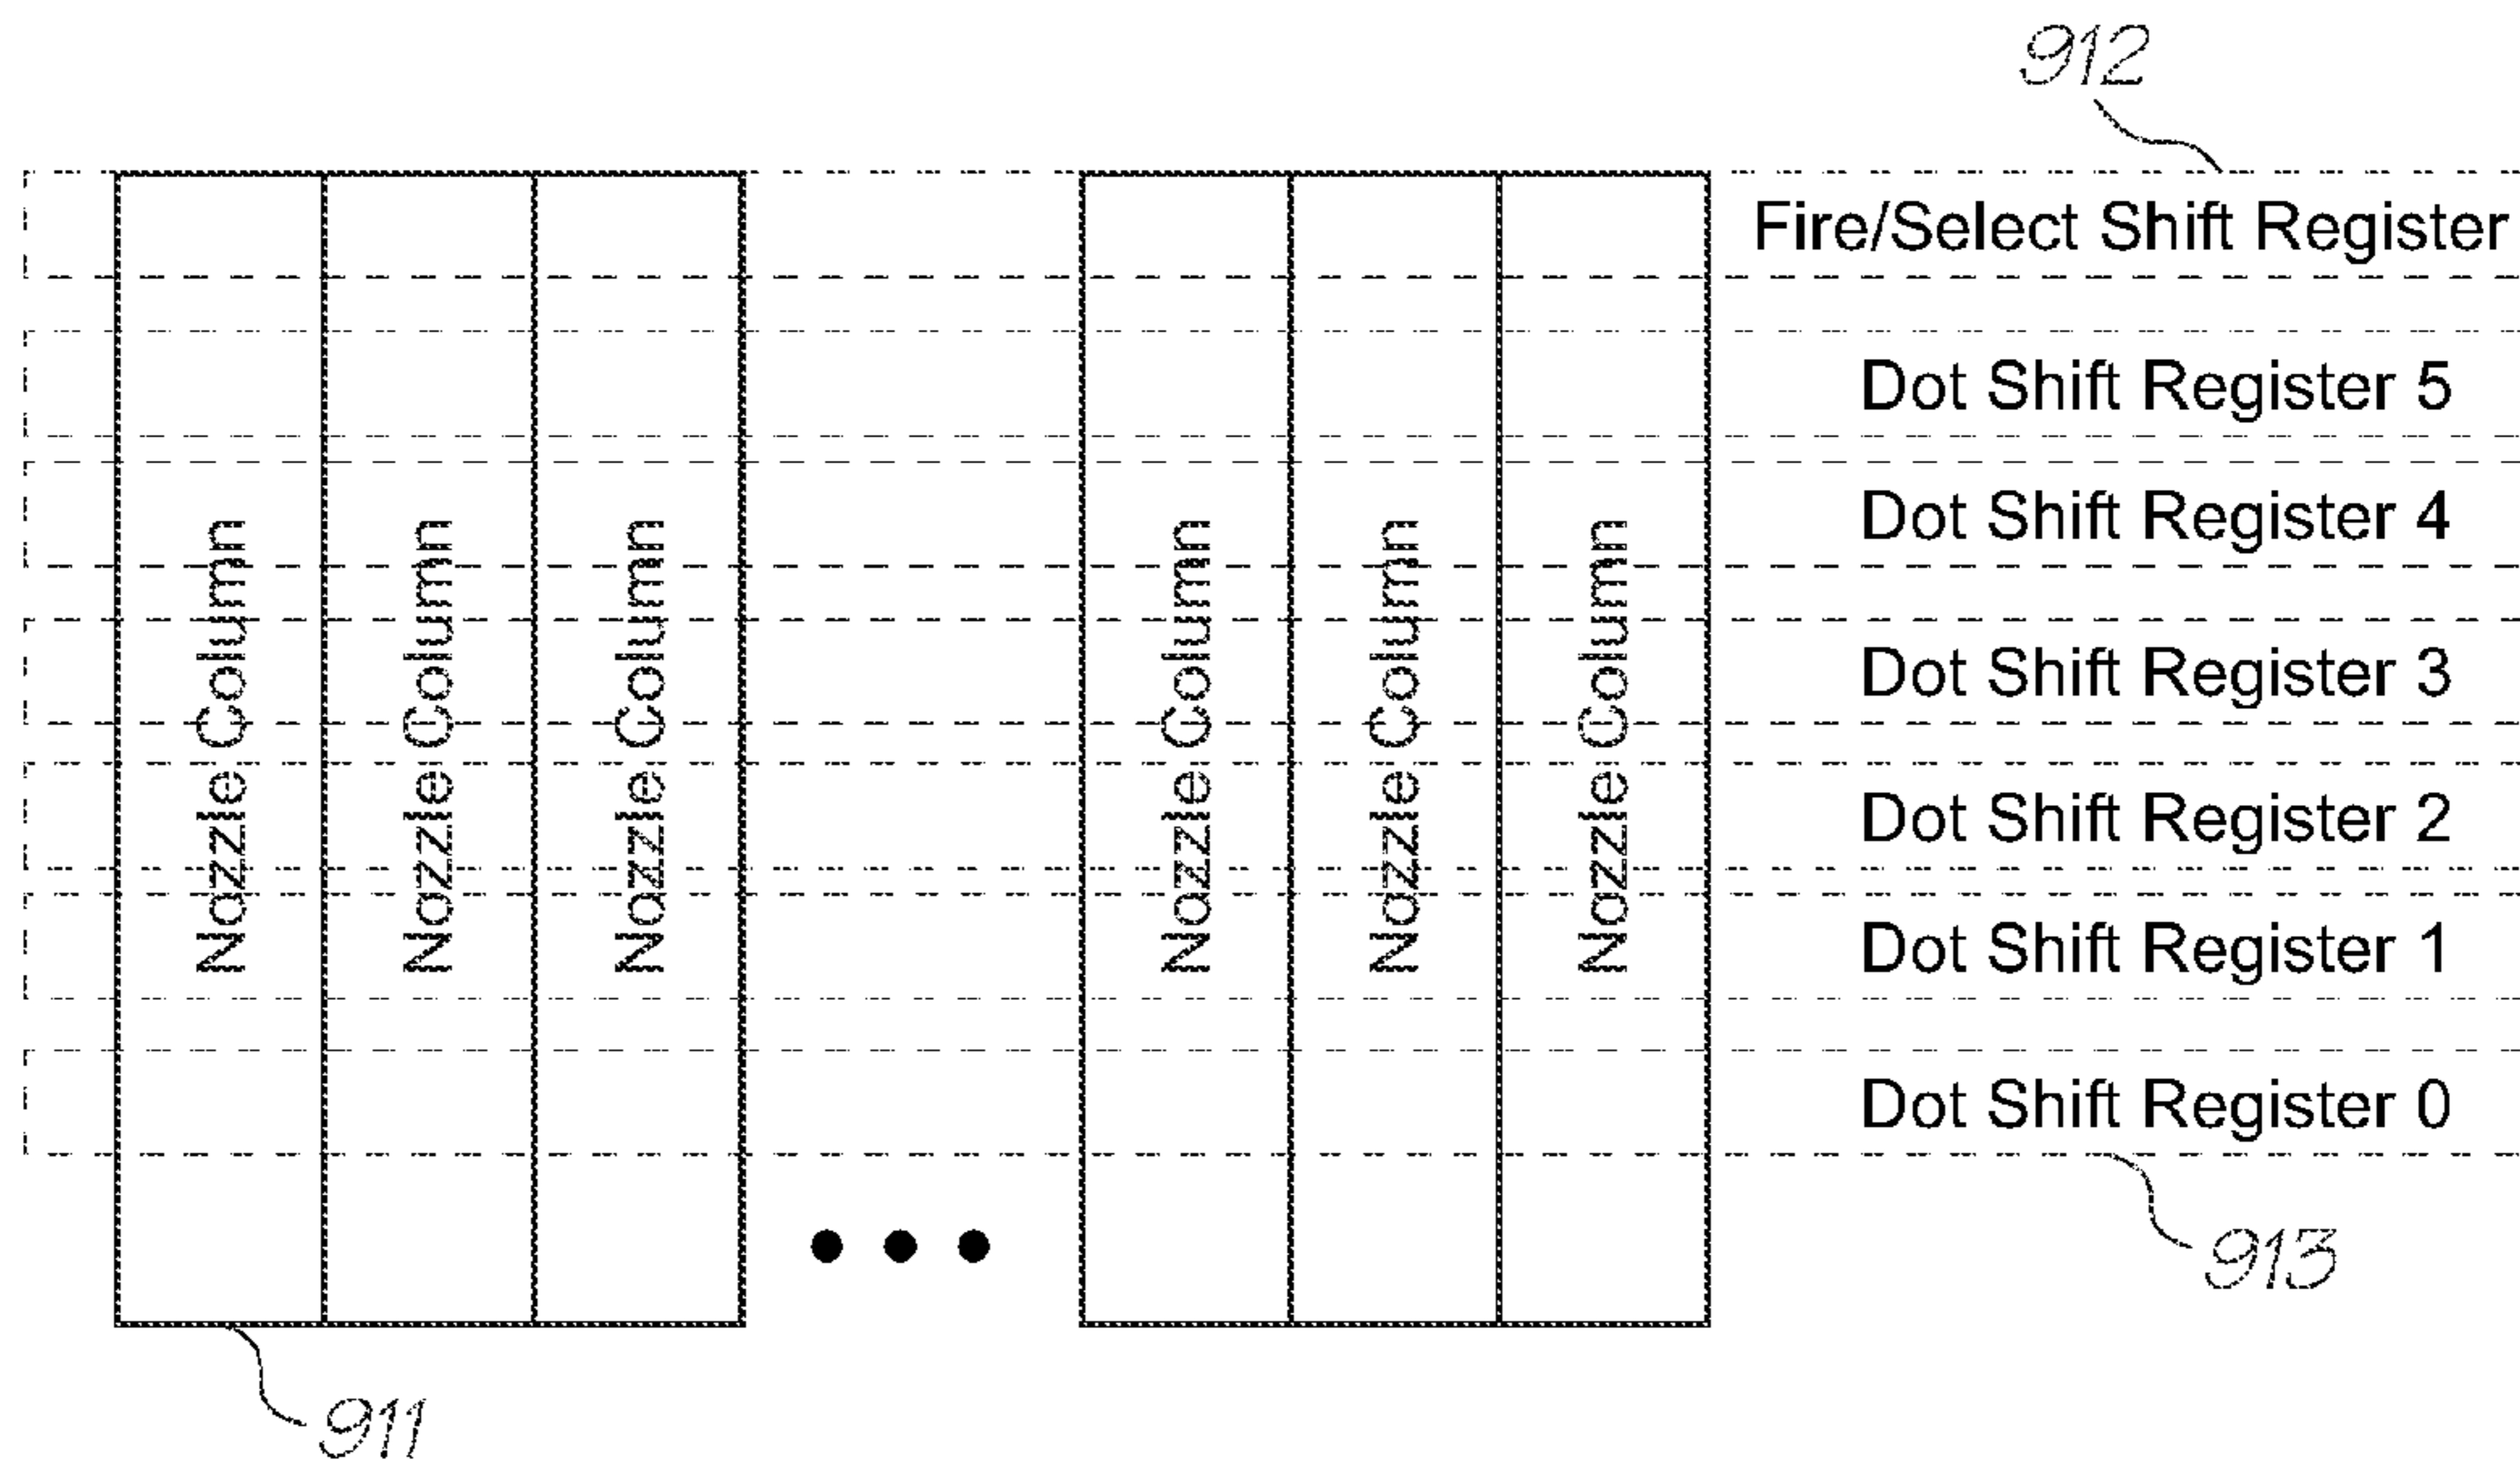 912
Fire/Select Shift Register
Dot Shift Register 5
Dot Shift Register 4
Dot Shift Register 3
Dot Shift Register 2
Dot Shift Register 1
Dot Shift Register 0
Nozzle Column
Nozzle Column
Nozzle Column
Nozzle Column
Nozzle Column
Nozzle Column
913
911